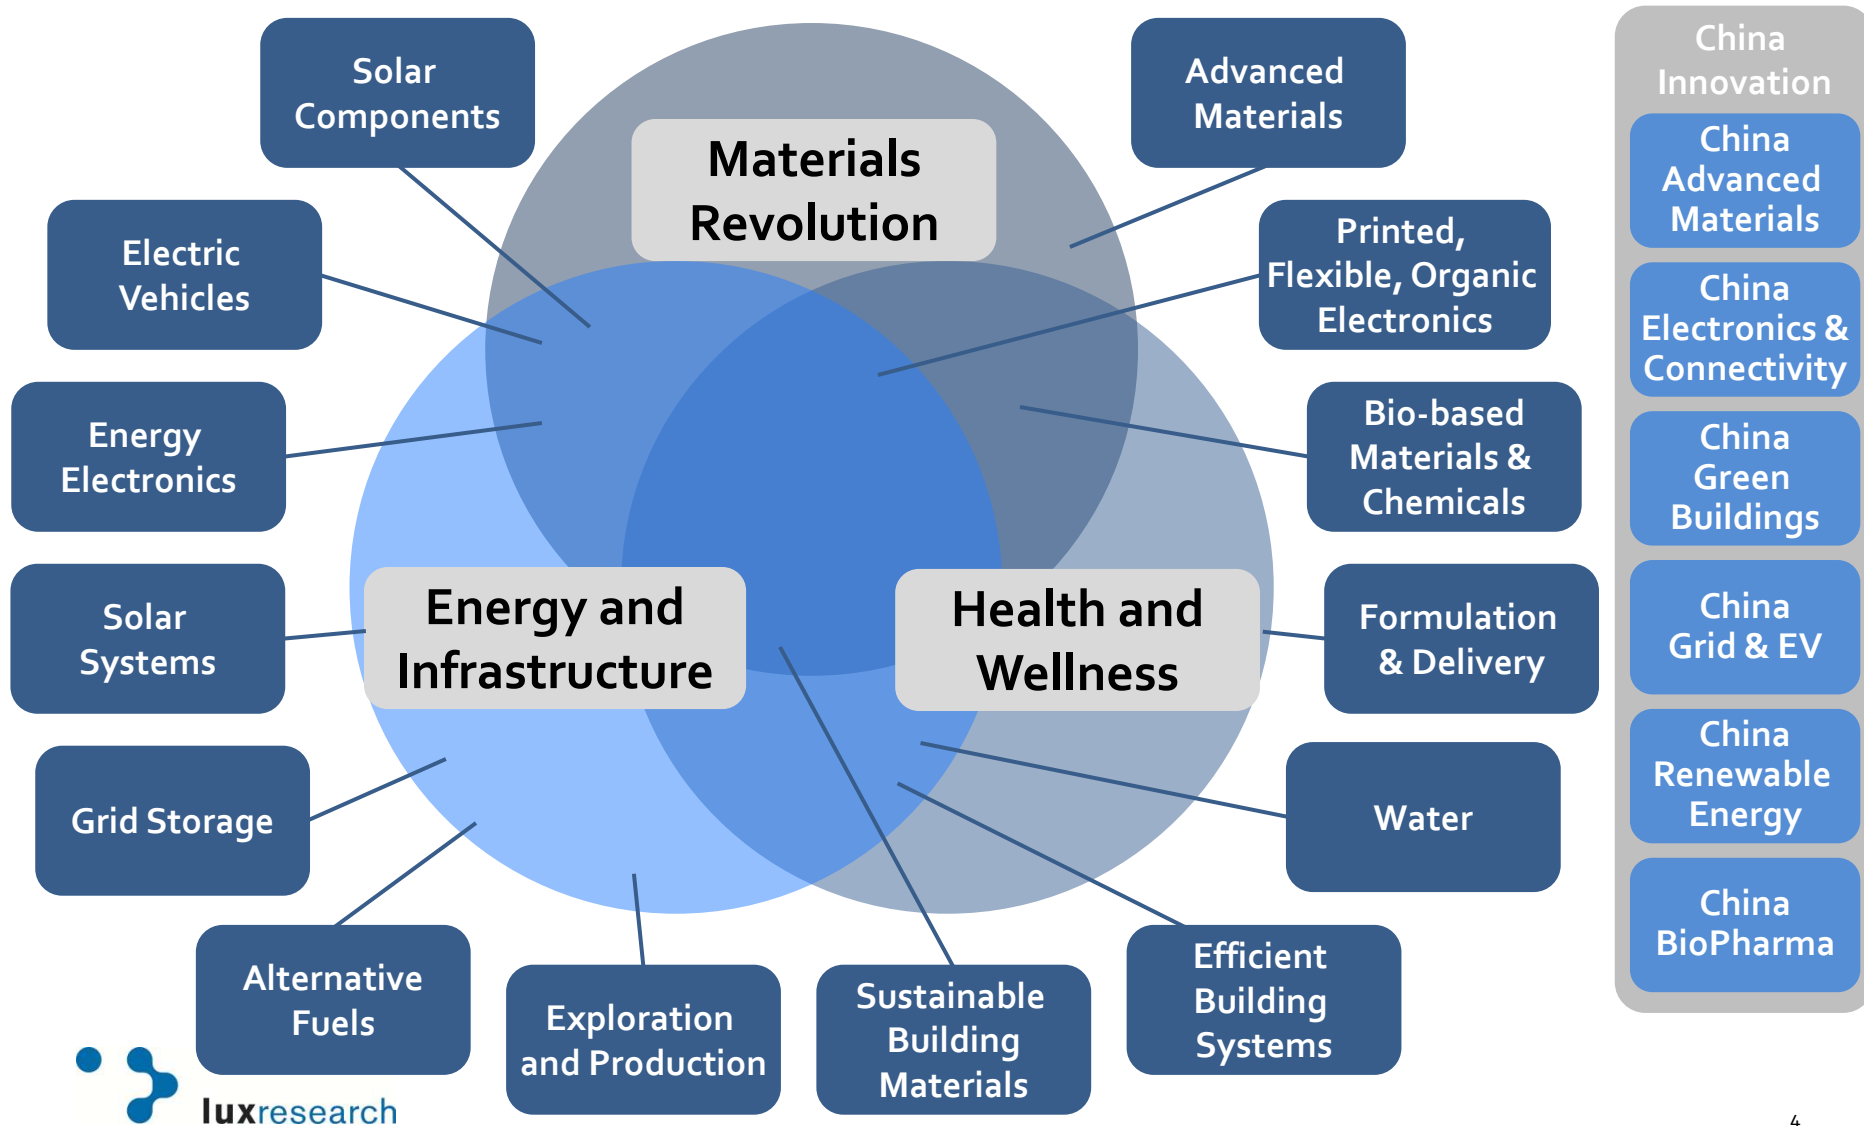 Solar
Components
Advanced
Materials
China
Innovation
Materials
Revolution
China
Advanced
Materials
Electric
Vehicles
Printed,
Flexible, Organic
Electronics
China
Electronics &
Connectivity
Energy
Electronics
Bio-based
Materials &
Chemicals
China
Green
Buildings
Solar
Systems
Energy and
Infrastructure
Health and
Wellness
Formulation
& Delivery
China
Grid & EV
Grid Storage
Water
China
Renewable
Energy
Alternative
Fuels
Exploration
and Production
Sustainable
Building
Materials
Efficient
Building
Systems
China
BioPharma
luxresearch
4